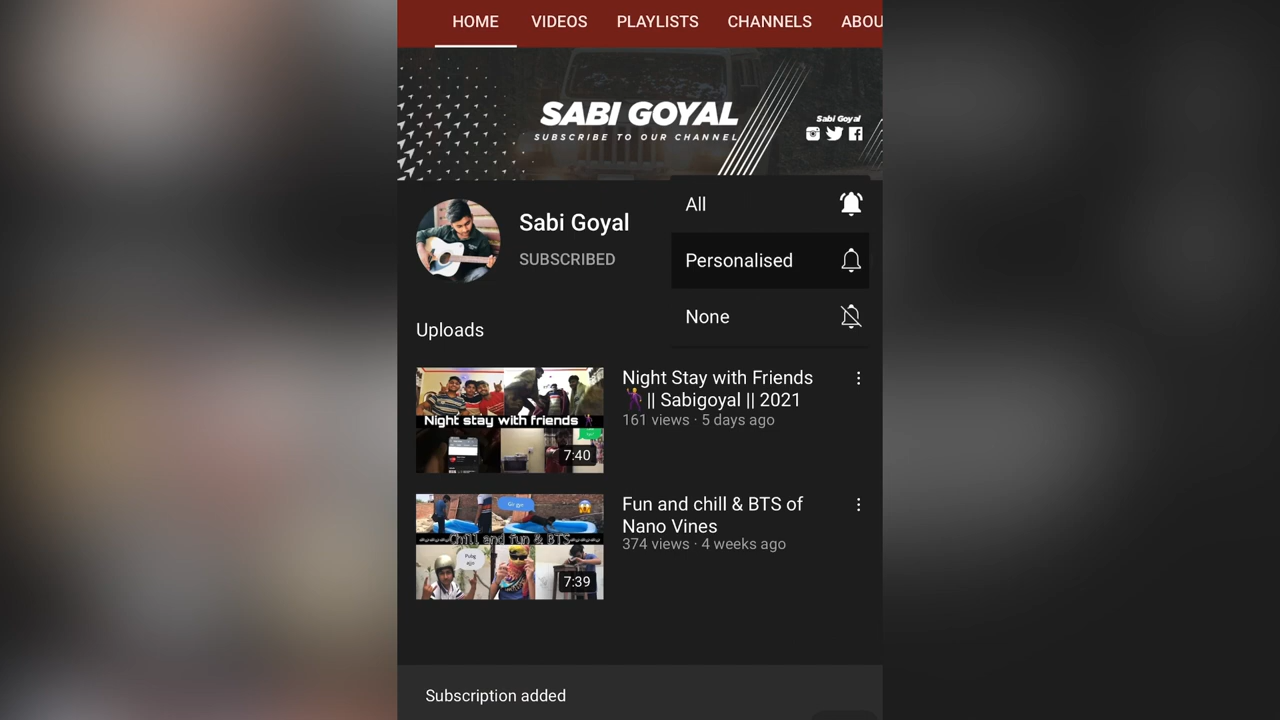 HOME VIDEOS PLAYLISTS CHANNELS ABOU
SABI GOYAL
SUBSCRIBE TO OUR CHANNEL
Sabi Goyal
Sabi Goyal
SUBSCRIBED
All
Personalised
None
Uploads
Night stay with friends
7:40
Night Stay with Friends
|| Sabigoyal || 2021
161 views · 5 days ago
Chill and fun & BTS
Pubg
7:39
Fun and chill & BTS of
Nano Vines
374 views · 4 weeks ago
Subscription added